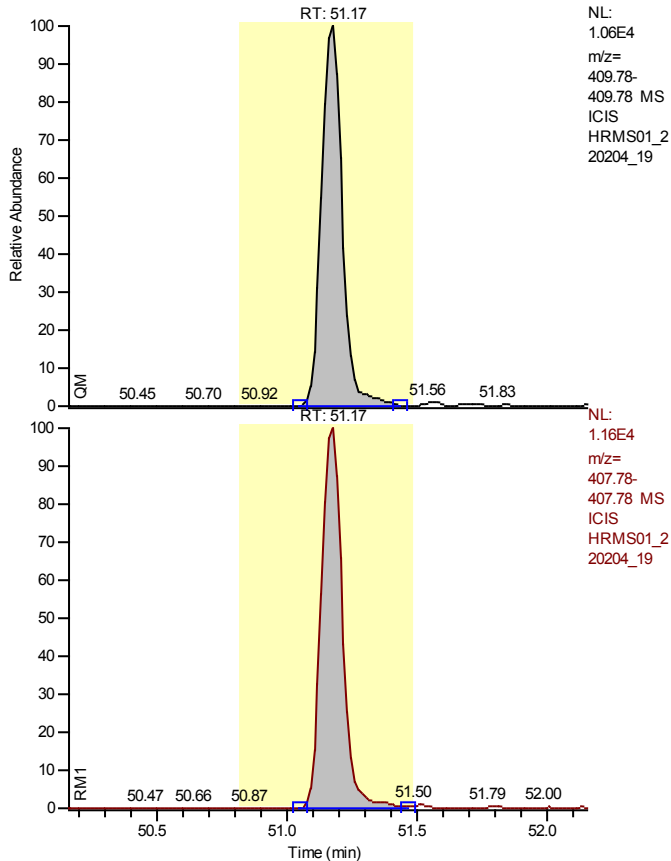 RT: 51.17
NL:
1.06E4
m/z=
409.78-
409.78 MS
ICIS
HRMS01_2
20204_19
100
90
80
70
60
50
40
30
20
10
0
Relative Abundance
QM
50.45 50.70 50.92 51.56 51.83
RT: 51.17
NL:
1.16E4
m/z=
407.78-
407.78 MS
ICIS
HRMS01_2
20204_19
100
90
80
70
60
50
40
30
20
10
0
RM1
50.47 50.66 50.87 51.50 51.79 52.00
50.5 51.0 51.5 52.0
Time (min)